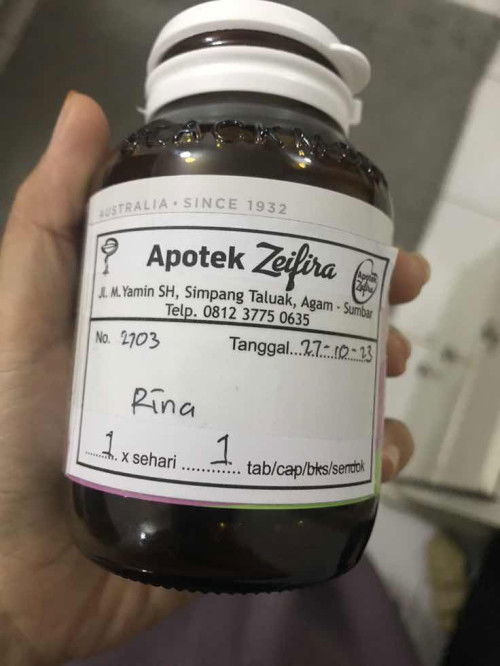 BLACKMORES
AUSTRALIA • SINCE 1932
Apotek Zeifira
Apotek Zeifira
Jl. M.Yamin SH, Simpang Taluak, Agam - Sumbar
Telp. 0812 3775 0635
No. 2703
Tanggal...27-10-23
Rina
1 x sehari 1 tab/cap/bks/sendok